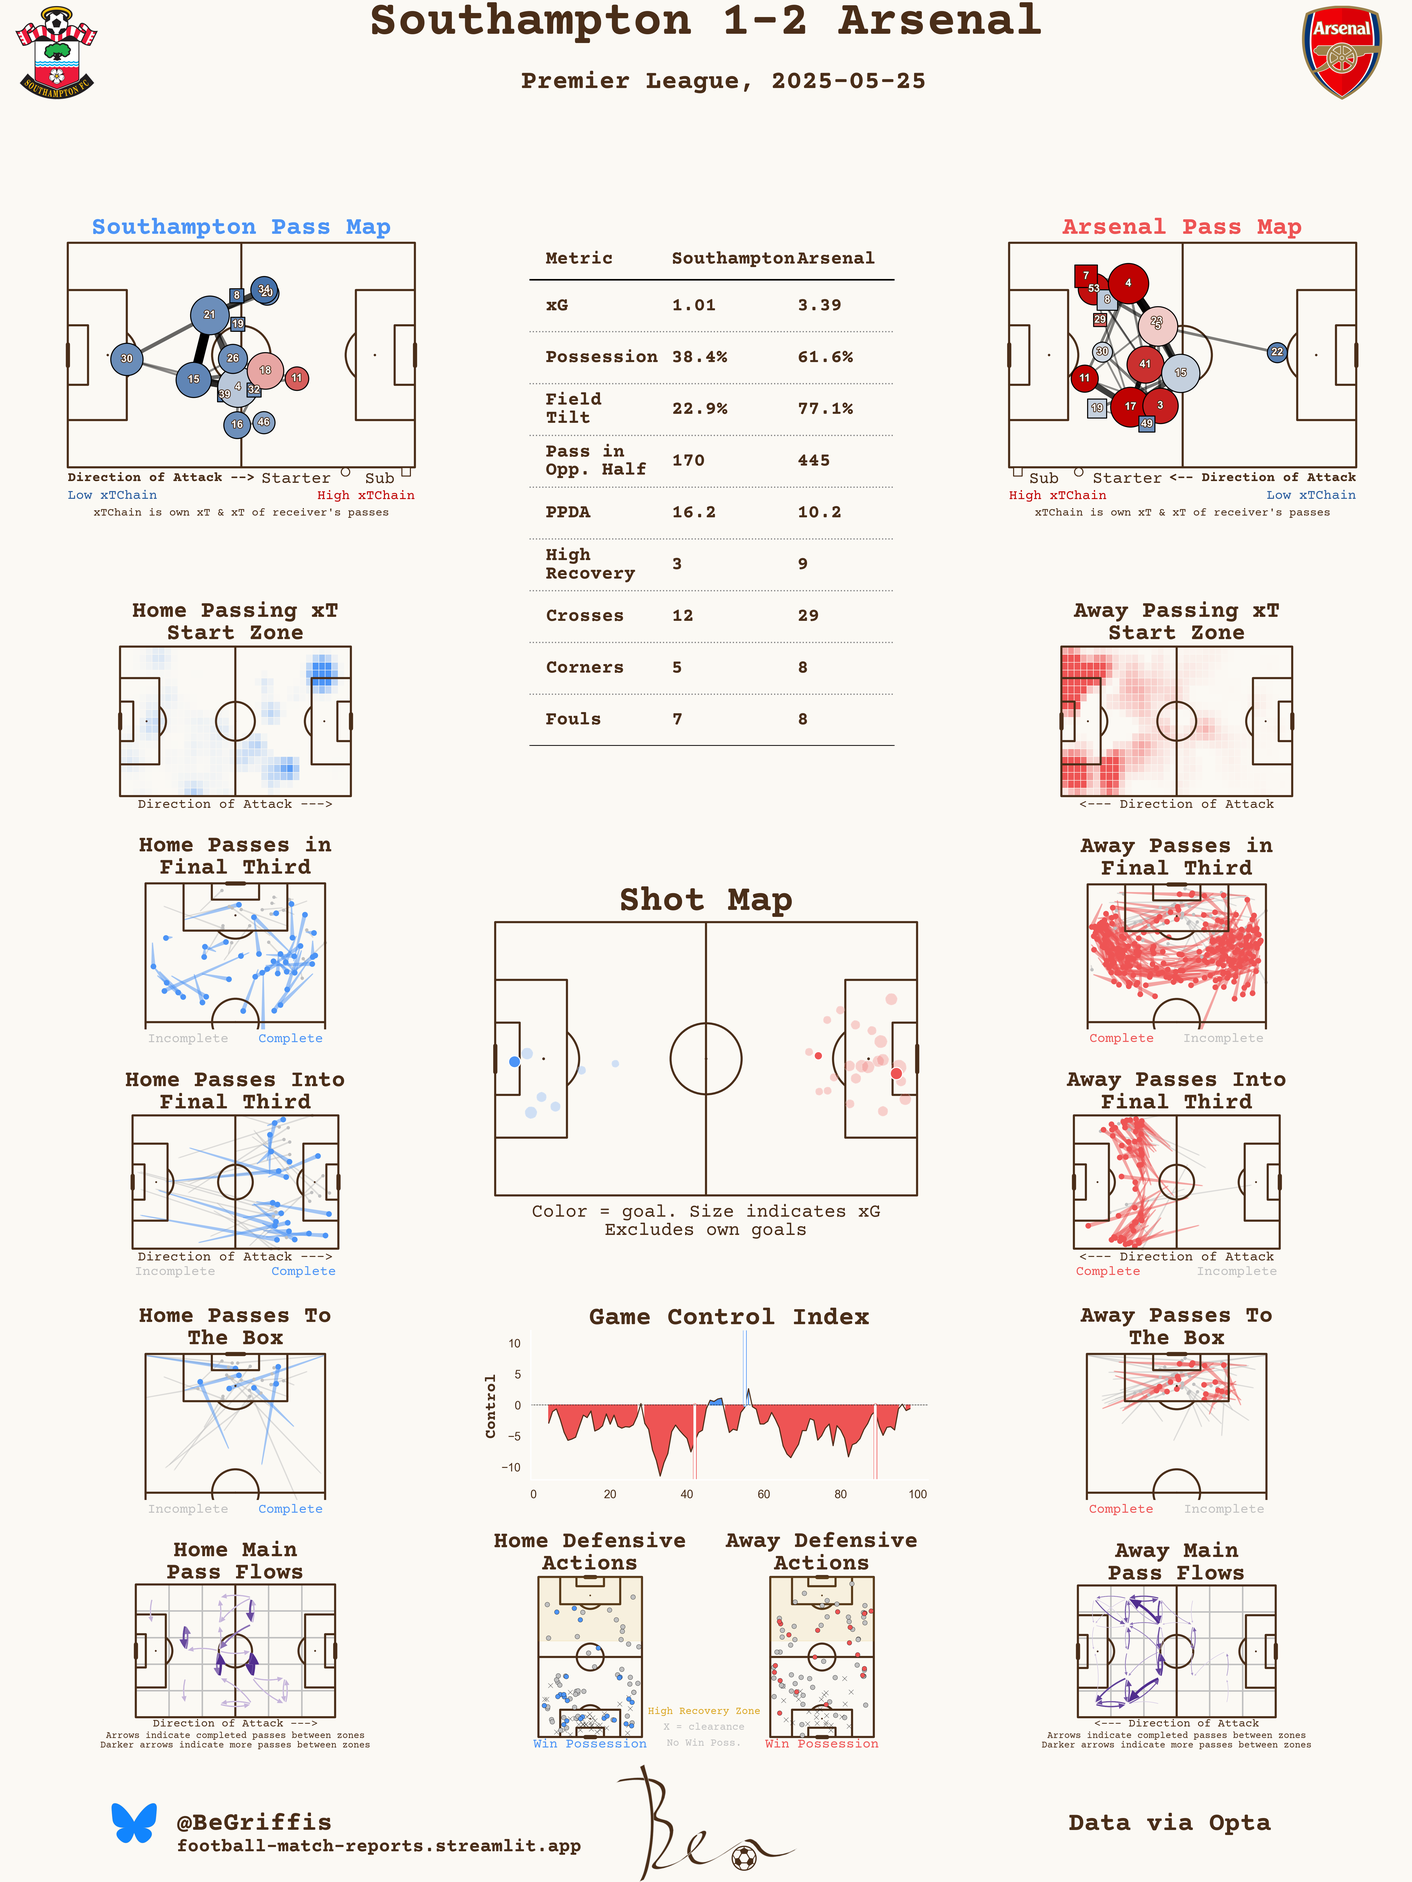 Southampton 1-2 Arsenal
Premier League, 2025-05-25
SOUTHAMPTON FC
Arsenal
Southampton Pass Map
30
21
15
8
34
20
19
26
18
11
4
39
32
16
46
Direction of Attack --> Starter Sub
Low xTChain High xTChain
xTChain is own xT & xT of receiver's passes
Metric Southampton Arsenal
xG 1.01 3.39
Possession 38.4% 61.6%
Field
Tilt 22.9% 77.1%
Pass in
Opp. Half 170 445
PPDA 16.2 10.2
High
Recovery 3 9
Crosses 12 29
Corners 5 8
Fouls 7 8
Arsenal Pass Map
7
53
8
4
29
23
5
30
22
41
15
11
19
17
3
49
Sub Starter <-- Direction of Attack
High xTChain Low xTChain
xTChain is own xT & xT of receiver's passes
Home Passing xT
Start Zone
Direction of Attack --->
Away Passing xT
Start Zone
<--- Direction of Attack
Home Passes in
Final Third
Incomplete Complete
Away Passes in
Final Third
Complete Incomplete
Shot Map
Color = goal. Size indicates xG
Excludes own goals
Home Passes Into
Final Third
Direction of Attack --->
Incomplete Complete
Away Passes Into
Final Third
<--- Direction of Attack
Complete Incomplete
Home Passes To
The Box
Incomplete Complete
Game Control Index
Control
10
5
0
−5
−10
0 20 40 60 80 100
Away Passes To
The Box
Complete Incomplete
Home Main
Pass Flows
Direction of Attack --->
Arrows indicate completed passes between zones
Darker arrows indicate more passes between zones
Home Defensive
Actions
Win Possession
Away Defensive
Actions
Win Possession
High Recovery Zone
X = clearance
No Win Poss.
Away Main
Pass Flows
<--- Direction of Attack
Arrows indicate completed passes between zones
Darker arrows indicate more passes between zones
@BeGriffis
football-match-reports.streamlit.app
Ben
Data via Opta